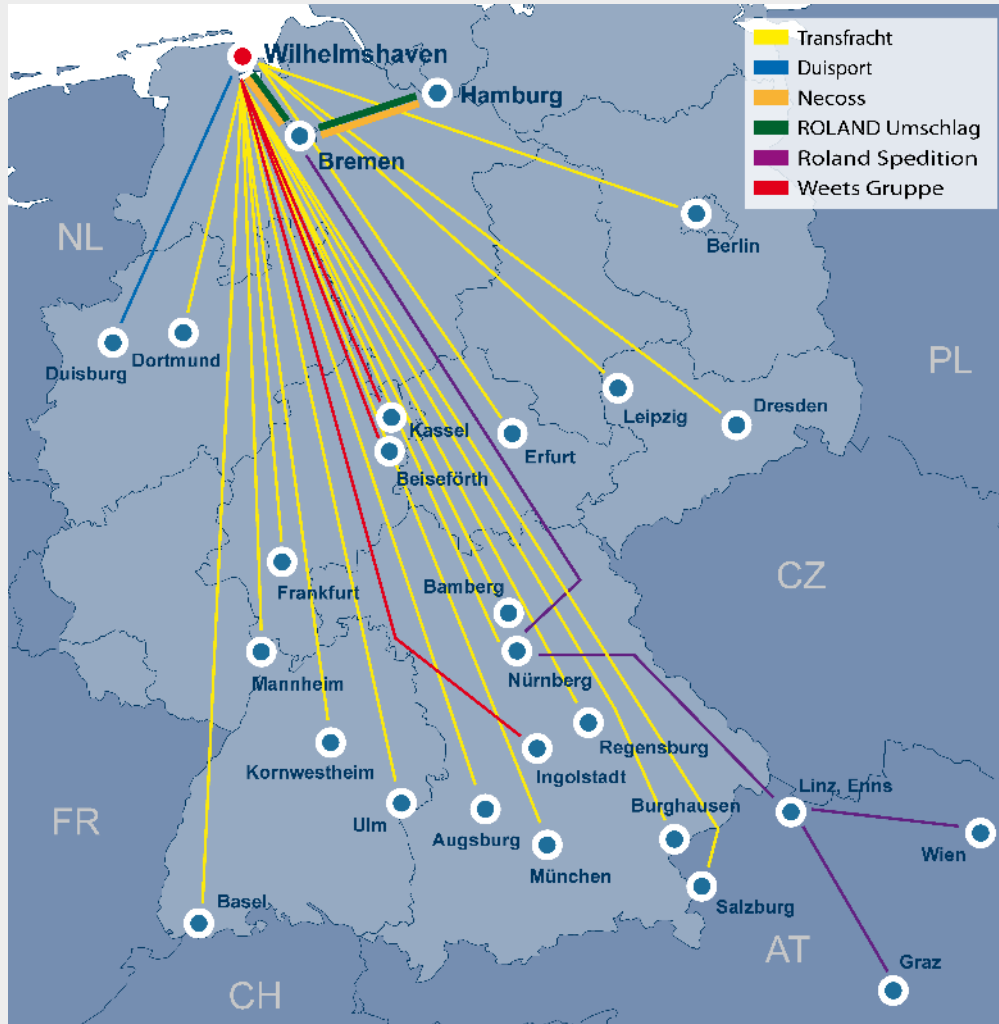 Wilhelmshaven
Hamburg
Bremen
Transfracht
Duisport
Necoss
ROLAND Umschlag
Roland Spedition
Weets Gruppe
NL
Berlin
PL
Duisburg
Dortmund
Kassel
Beiseförth
Erfurt
Leipzig
Dresden
CZ
Frankfurt
Bamberg
Mannheim
Nürnberg
Kornwestheim
Regensburg
Ingolstadt
FR
Ulm
Augsburg
München
Burghausen
Linz, Enns
Wien
Basel
Salzburg
AT
Graz
CH